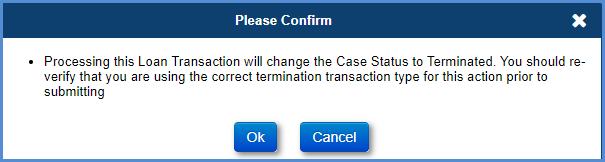 Please Confirm
• Processing this Loan Transaction will change the Case Status to Terminated. You should re-
verify that you are using the correct termination transaction type for this action prior to
submitting
Ok Cancel